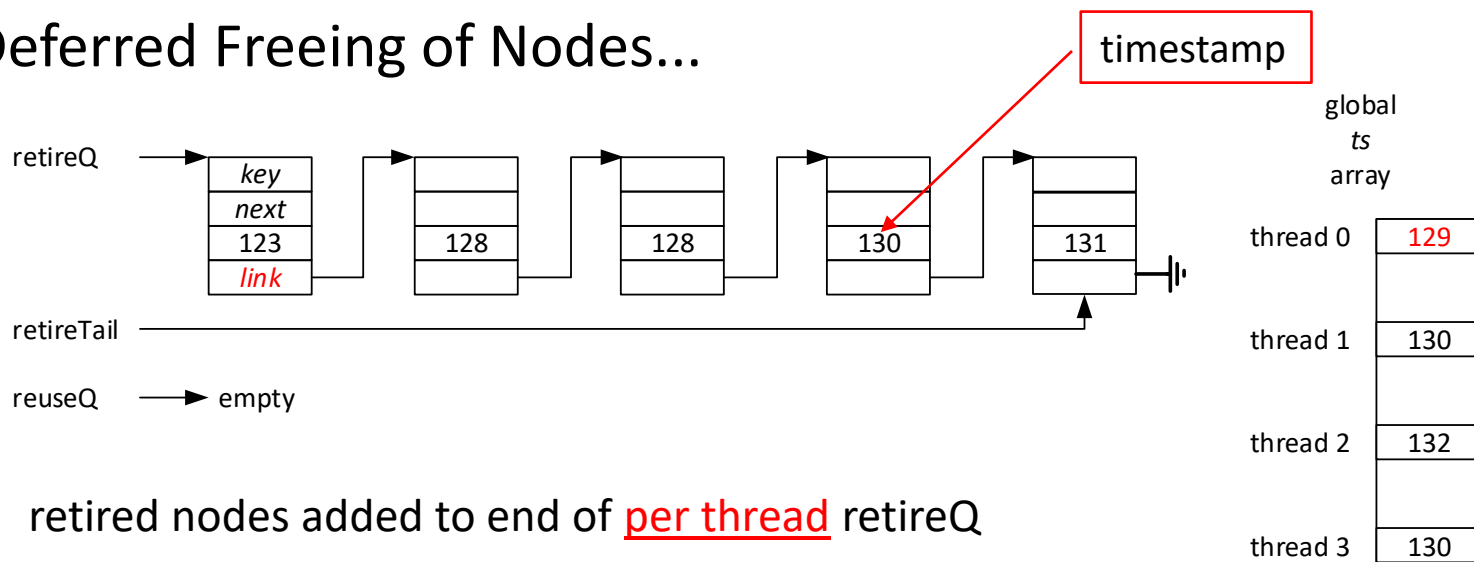 Deferred Freeing of Nodes...
timestamp
global
ts
array
retireQ
key
next
123
link
128
128
130
131
retireTail
reuseQ
empty
thread 0
129
thread 1
130
thread 2
132
thread 3
130
retired nodes added to end of per thread retireQ